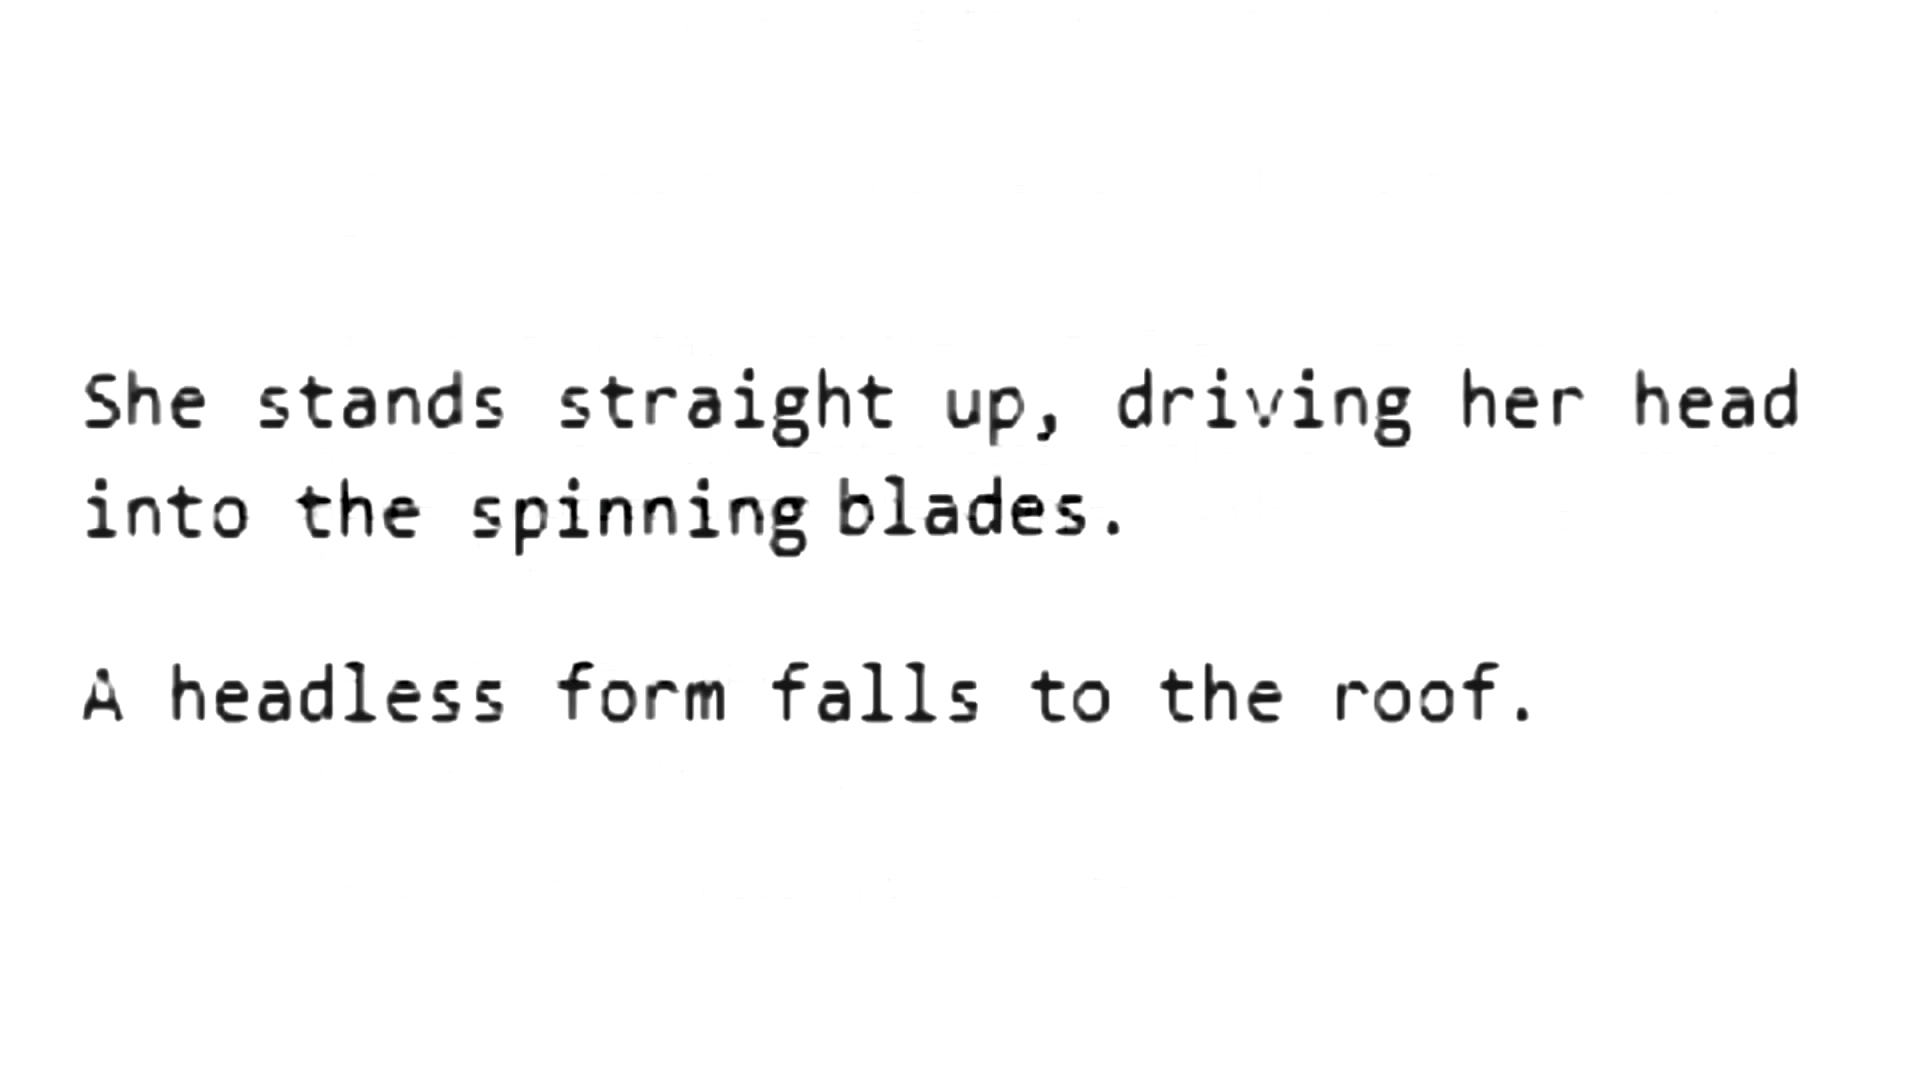 She stands straight up, driving her head
into the spinning blades.
A headless form falls to the roof.